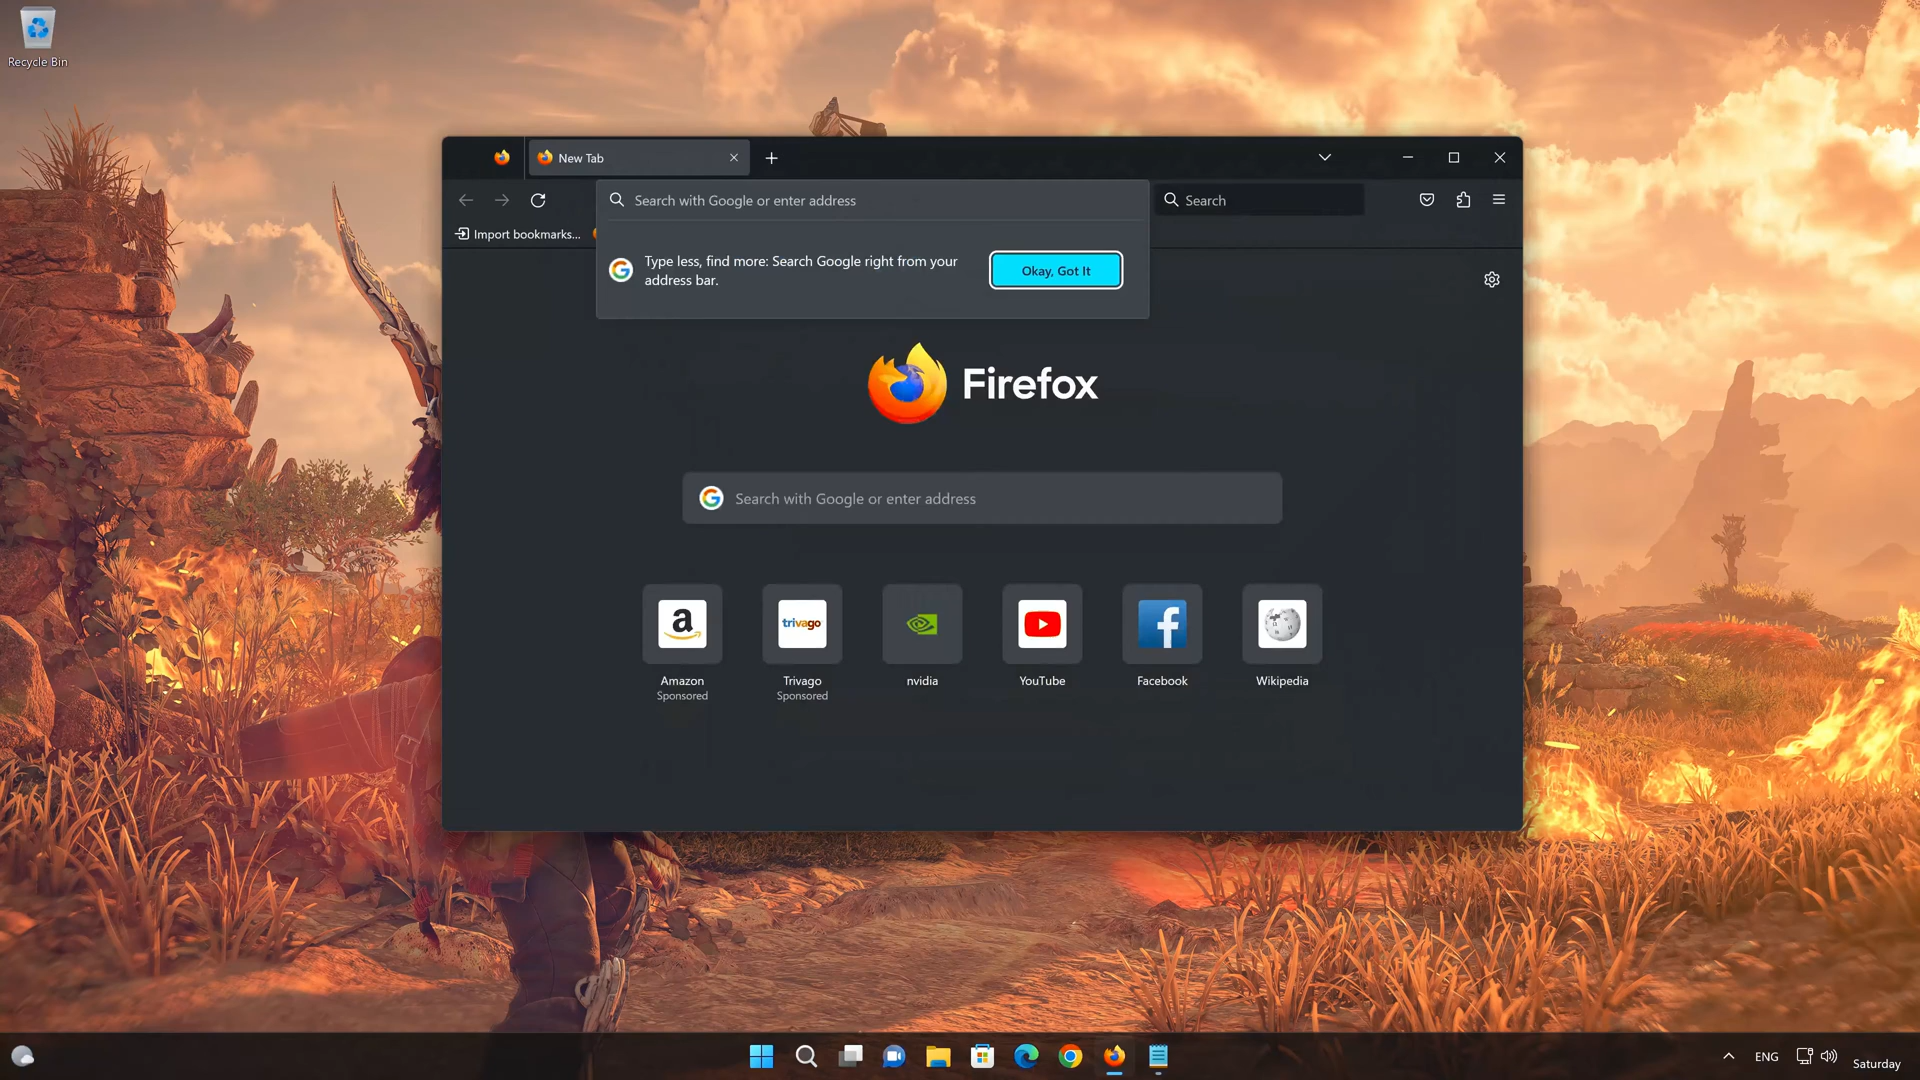 Recycle Bin
New Tab
Search with Google or enter address
Search
Import bookmarks...
Type less, find more: Search Google right from your
address bar.
Okay, Got It
Firefox
Search with Google or enter address
a
trivago
Amazon
Sponsored
Trivago
Sponsored
nvidia
YouTube
Facebook
Wikipedia
ENG
Saturday